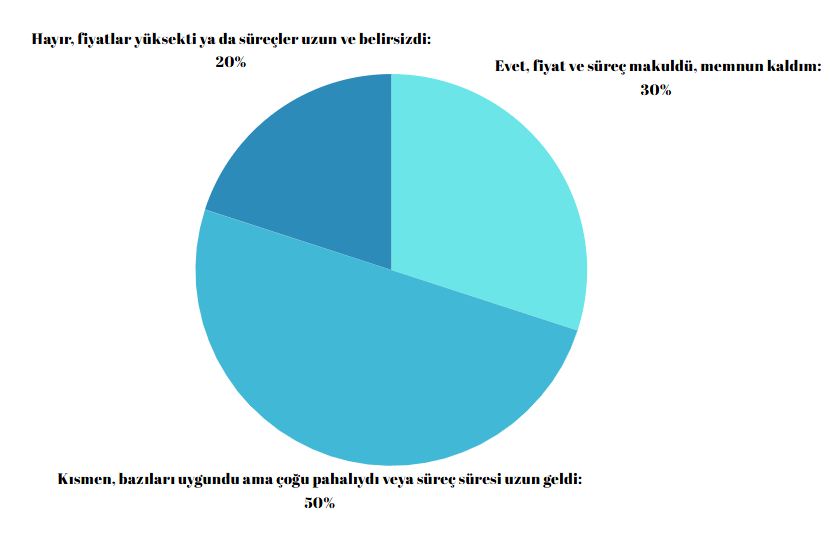 Hayır, fiyatlar yüksekti ya da süreçler uzun ve belirsizdi:
20%
Evet, fiyat ve süreç makuldü, memnun kaldım:
30%
Kısmen, bazıları uygundu ama çoğu pahalıydı veya süreç süresi uzun geldi:
50%